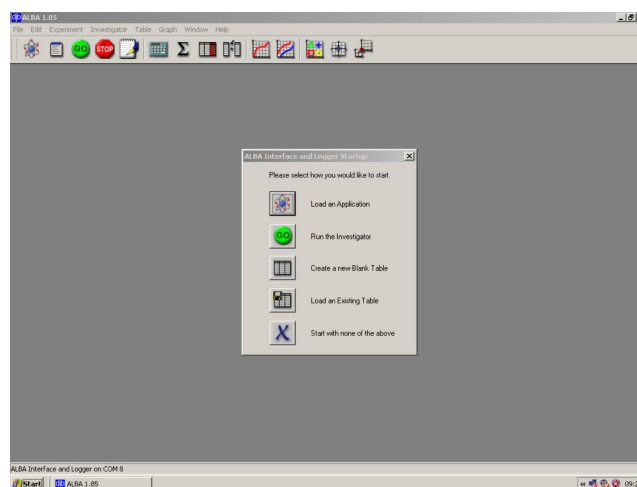 ALBA 1.85
File Edit Experiment Investigator Table Graph Window Help
GO STOP
ALBA Interface and Logger Startup
Please select how you would like to start.
Load an Application
GO Run the Investigator
Create a new Blank Table
Load an Existing Table
X Start with none of the above
ALBA Interface and Logger on COM 8
Start ALBA 1.85